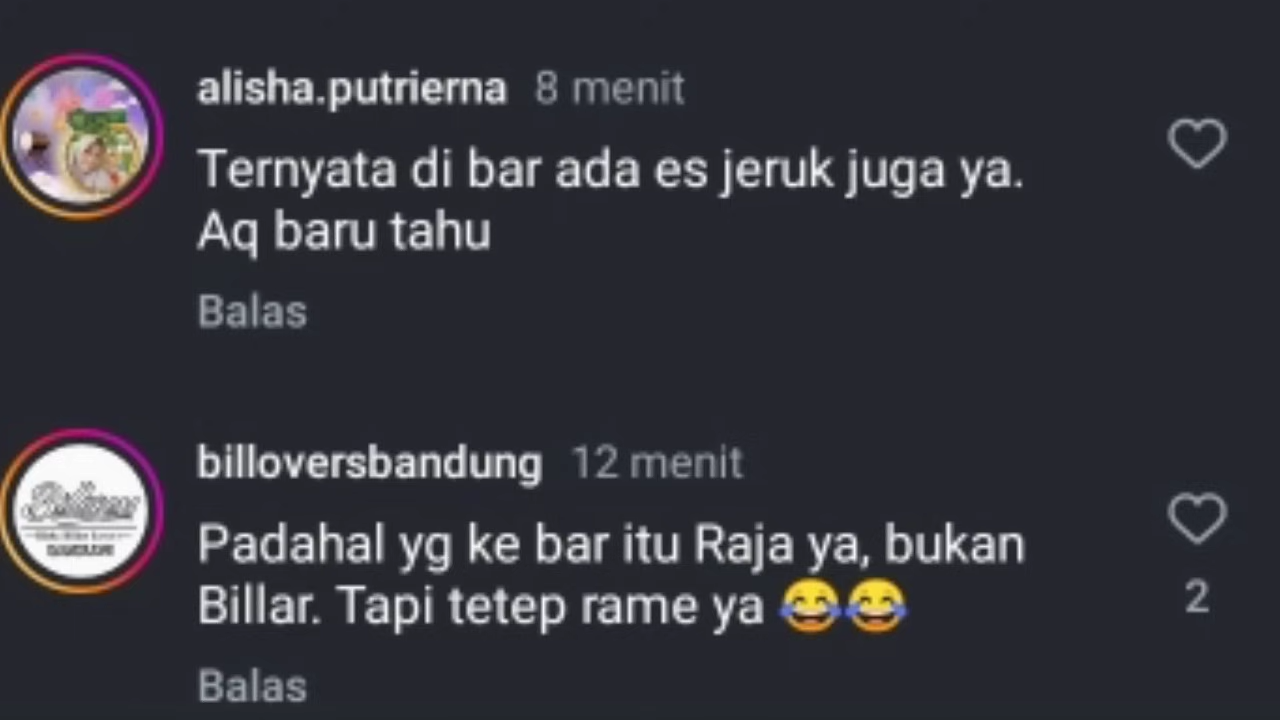 alisha.putrierna 8 menit
Ternyata di bar ada es jeruk juga ya.
Aq baru tahu
Balas
billoversbandung 12 menit
Padahal yg ke bar itu Raja ya, bukan
Billar. Tapi tetep rame ya 😂😂
2
Balas